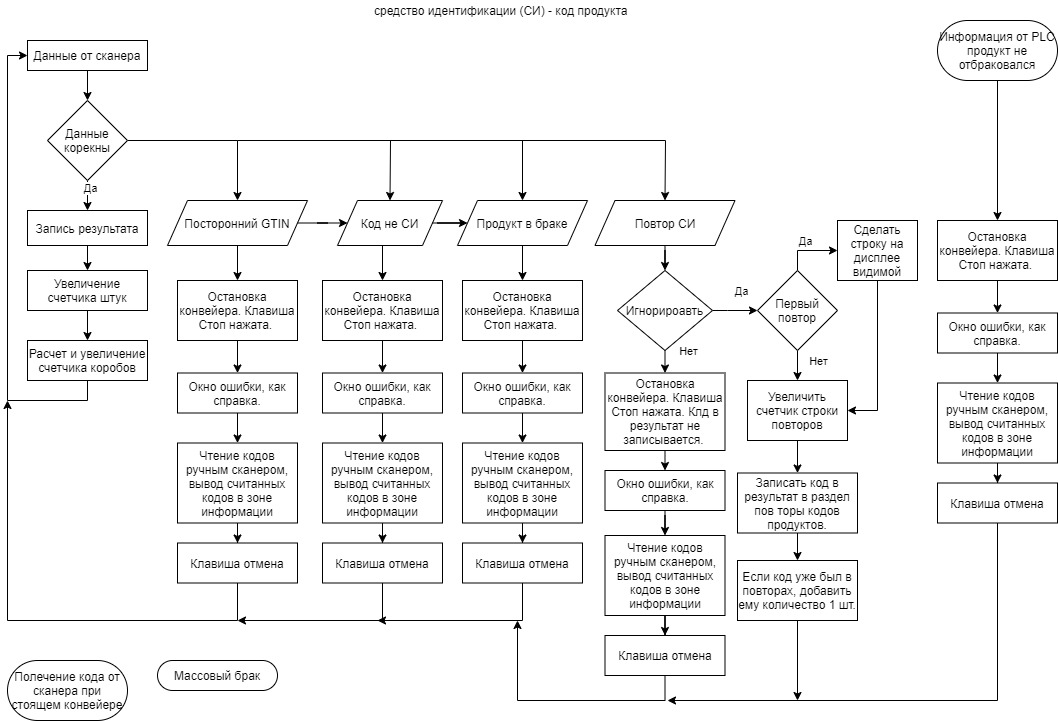 средство идентификации (СИ) - код продукта
Информация от PLC
продукт не
отбраковался
Данные от сканера
Данные
корекны
Да
Запись результата
Увеличение
счетчика штук
Расчет и увеличение
счетчика коробов
Посторонний GTIN
Код не СИ
Продукт в браке
Повтор СИ
Остановка
конвейера. Клавиша
Стоп нажата.
Окно ошибки, как
справка.
Чтение кодов
ручным сканером,
вывод считанных
кодов в зоне
информации
Клавиша отмена
Остановка
конвейера. Клавиша
Стоп нажата.
Окно ошибки, как
справка.
Чтение кодов
ручным сканером,
вывод считанных
кодов в зоне
информации
Клавиша отмена
Остановка
конвейера. Клавиша
Стоп нажата.
Окно ошибки, как
справка.
Чтение кодов
ручным сканером,
вывод считанных
кодов в зоне
информации
Клавиша отмена
Игнорироавть
Да
Нет
Остановка
конвейера. Клавиша
Стоп нажата. Клд в
результат не
записывается.
Окно ошибки, как
справка.
Чтение кодов
ручным сканером,
вывод считанных
кодов в зоне
информации
Клавиша отмена
Первый
повтор
Да
Нет
Сделать
строку на
дисплее
видимой
Увеличить
счетчик строки
повторов
Записать код в
результат в раздел
пов торы кодов
продуктов.
Если код уже был в
повторах, добавить
ему количество 1 шт.
Остановка
конвейера. Клавиша
Стоп нажата.
Окно ошибки, как
справка.
Чтение кодов
ручным сканером,
вывод считанных
кодов в зоне
информации
Клавиша отмена
Полечение кода от
сканера при
стоящем конвейере
Массовый брак